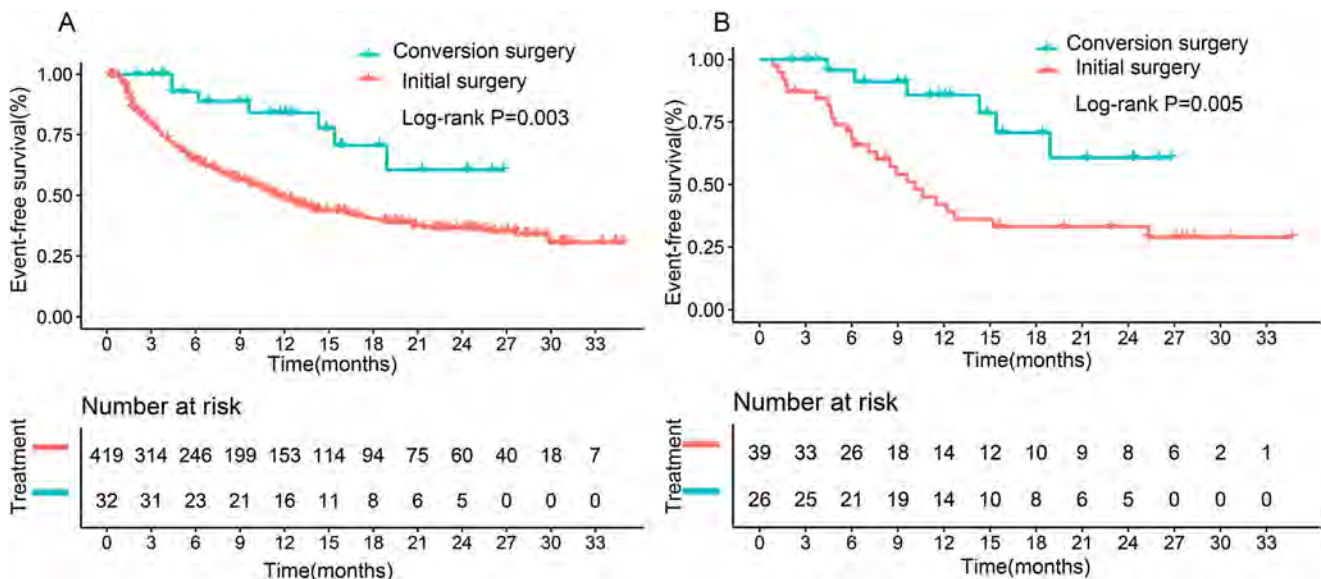 A
Conversion surgery
Initial surgery
Log-rank P=0.003
Event-free survival(%)
1.00
0.75
0.50
0.25
0.00
0 3 6 9 12 15 18 21 24 27 30 33
Time(months)
Number at risk
Treatment
419 314 246 199 153 114 94 75 60 40 18 7
32 31 23 21 16 11 8 6 5 0 0 0
0 3 6 9 12 15 18 21 24 27 30 33
Time(months)
B
Conversion surgery
Initial surgery
Log-rank P=0.005
Event-free survival(%)
1.00
0.75
0.50
0.25
0.00
0 3 6 9 12 15 18 21 24 27 30 33
Time(months)
Number at risk
Treatment
39 33 26 18 14 12 10 9 8 6 2 1
26 25 21 19 14 10 8 6 5 0 0 0
0 3 6 9 12 15 18 21 24 27 30 33
Time(months)